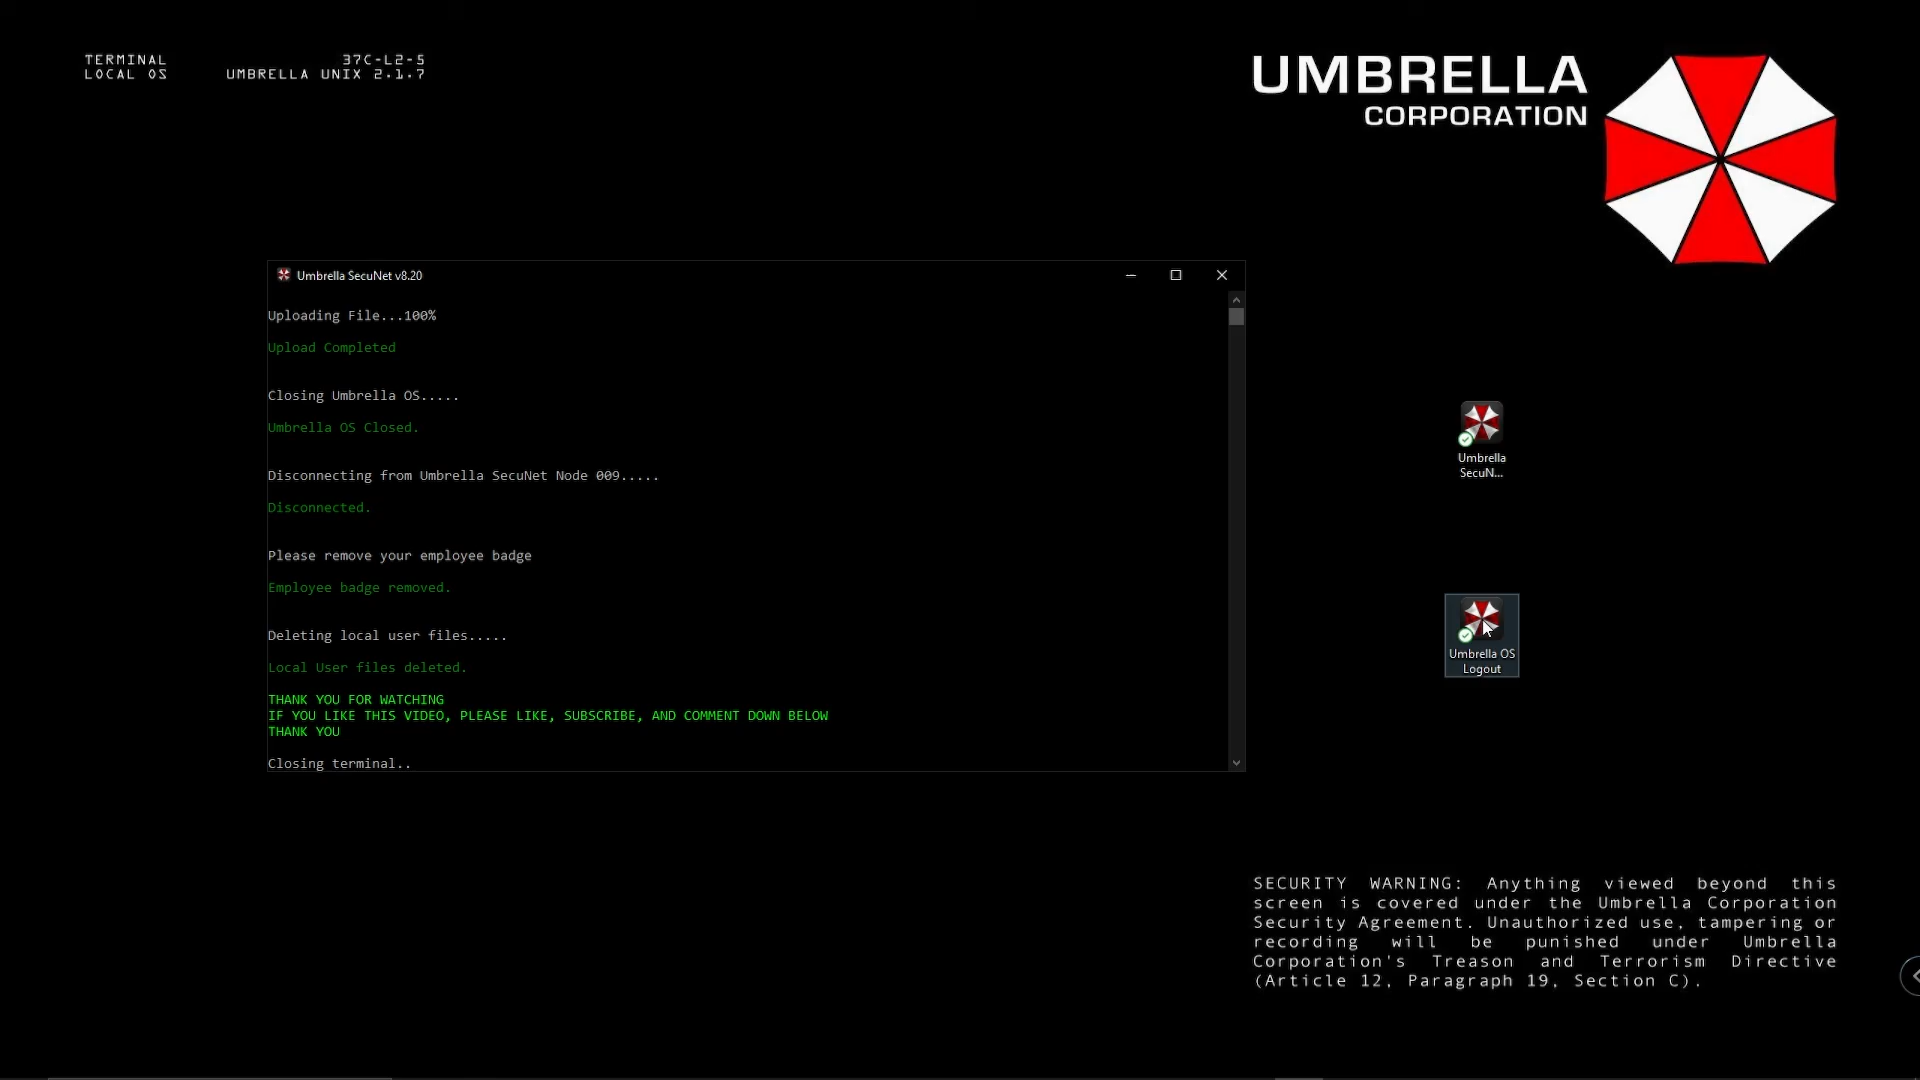 TERMINAL 37C-L2-5
LOCAL OS UMBRELLA UNIX 2.1.7
UMBRELLA
CORPORATION
Umbrella SecuNet v8.20
Uploading File...100%
Upload Completed
Closing Umbrella OS.....
Umbrella OS Closed.
Disconnecting from Umbrella SecuNet Node 009.....
Disconnected.
Please remove your employee badge
Employee badge removed.
Deleting local user files.....
Local User files deleted.
THANK YOU FOR WATCHING
IF YOU LIKE THIS VIDEO, PLEASE LIKE, SUBSCRIBE, AND COMMENT DOWN BELOW
THANK YOU
Closing terminal..
Umbrella
SecuN...
Umbrella OS
Logout
SECURITY WARNING: Anything viewed beyond this
screen is covered under the Umbrella Corporation
Security Agreement. Unauthorized use, tampering or
recording will be punished under Umbrella
Corporation's Treason and Terrorism Directive
(Article 12, Paragraph 19, Section C).